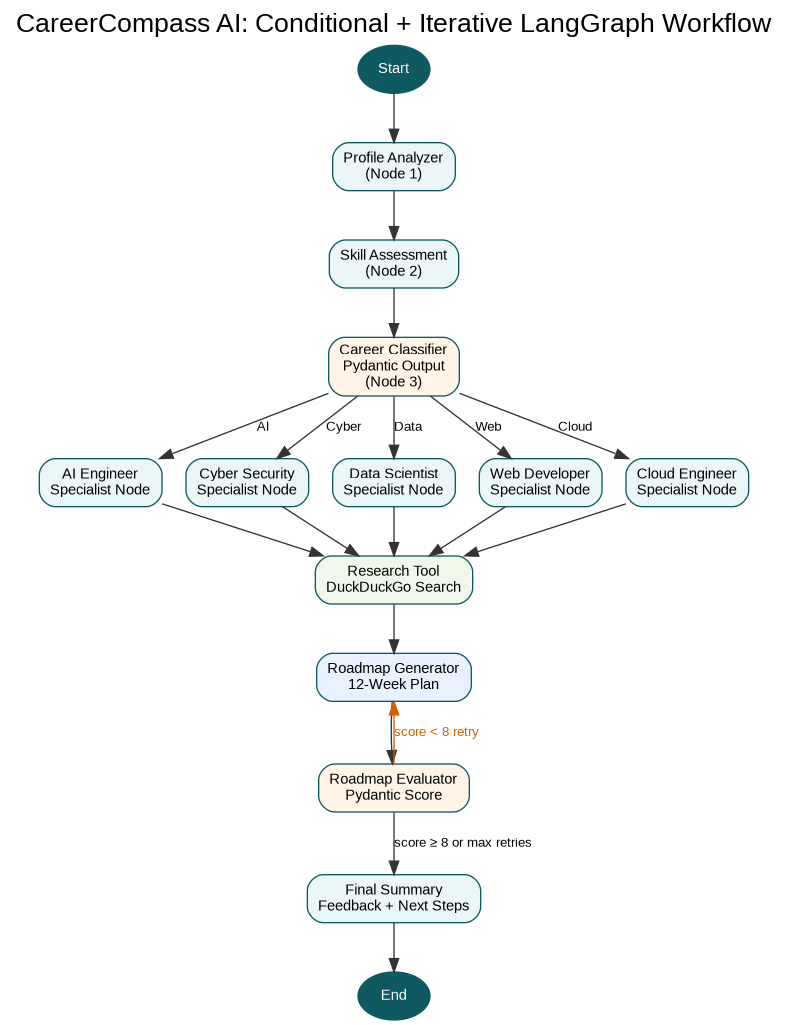 CareerCompass AI: Conditional + Iterative LangGraph Workflow
Start
Profile Analyzer
(Node 1)
Skill Assessment
(Node 2)
Career Classifier
Pydantic Output
(Node 3)
AI
Cyber
Data
Web
Cloud
AI Engineer
Specialist Node
Cyber Security
Specialist Node
Data Scientist
Specialist Node
Web Developer
Specialist Node
Cloud Engineer
Specialist Node
Research Tool
DuckDuckGo Search
Roadmap Generator
12-Week Plan
score < 8 retry
Roadmap Evaluator
Pydantic Score
score ≥ 8 or max retries
Final Summary
Feedback + Next Steps
End